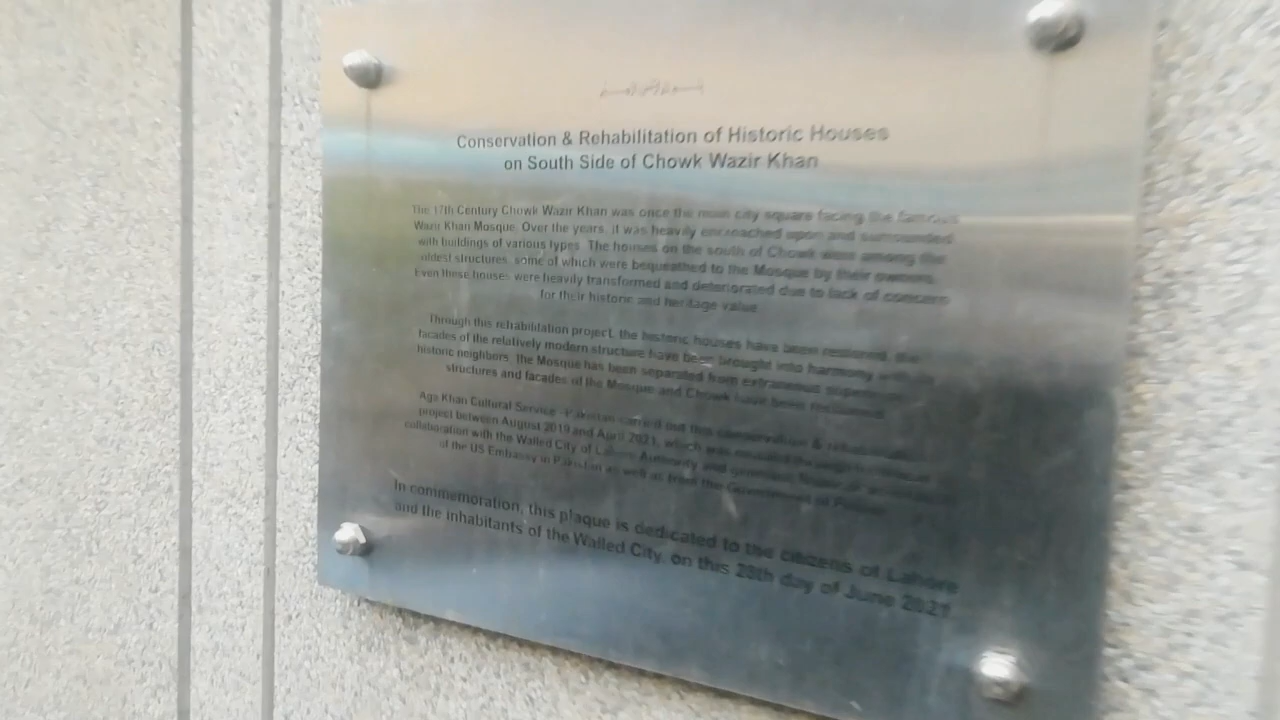 Conservation & Rehabilitation of Historic Houses
on South Side of Chowk Wazir Khan
The 17th Century Chowk Wazir Khan was once the main city square facing the famous
Wazir Khan Mosque. Over the years, it was heavily encroached upon and surrounded
with buildings of various types. The houses on the south of Chowk were among the
oldest structures, some of which were bequeathed to the Mosque by their owners.
Even these houses were heavily transformed and deteriorated due to lack of concern
for their historic and heritage value.
Through this rehabilitation project, the historic houses have been restored, the
facades of the relatively modern structure have been brought into harmony with
historic neighbors, the Mosque has been separated from extraneous
structures and facades of the Mosque and Chowk have been
Aga Khan Cultural Service - Pakistan carried out this conservation & rehabilitation
project between August 2019 and April 2021, which was
collaboration with the Walled City of Lahore Authority and
of the US Embassy in Pakistan as well as from the Government of
In commemoration, this plaque is dedicated to the citizens of Lahore
and the inhabitants of the Walled City, on this 28th day of June 2021